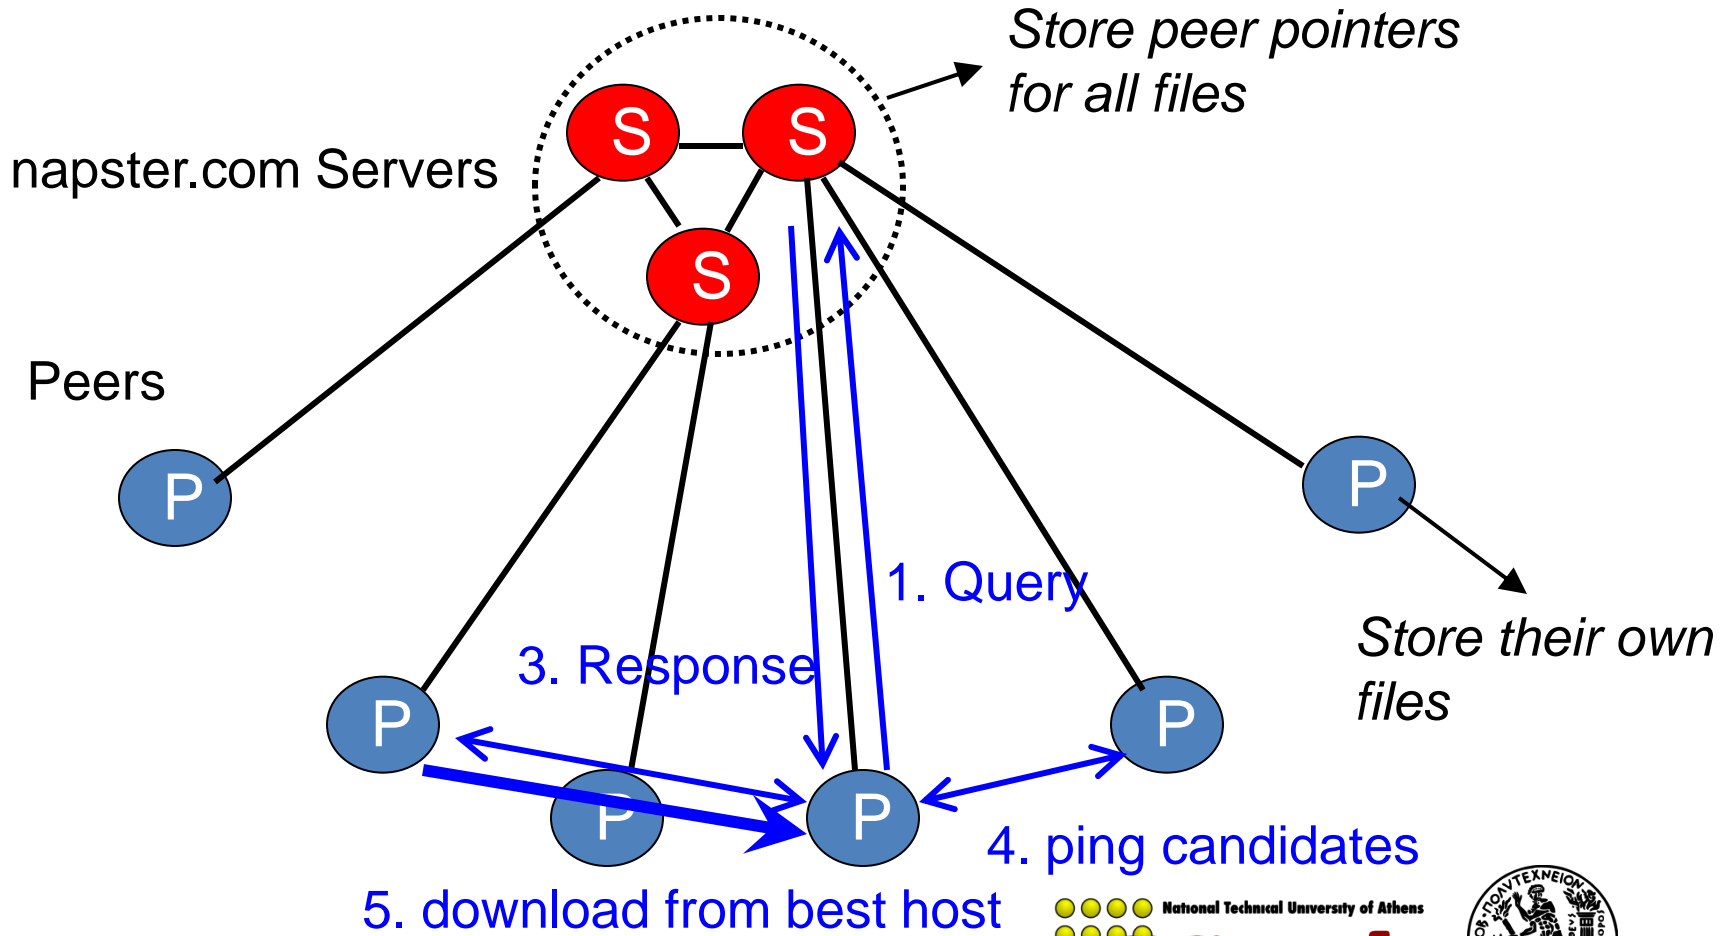 Store peer pointers
for all files
S
S
napster.com Servers
S
Peers
P
P
1. Query
Store their own
files
3. Response
P
P
P
P
4. ping candidates
5. download from best host
National Technical University of Athens